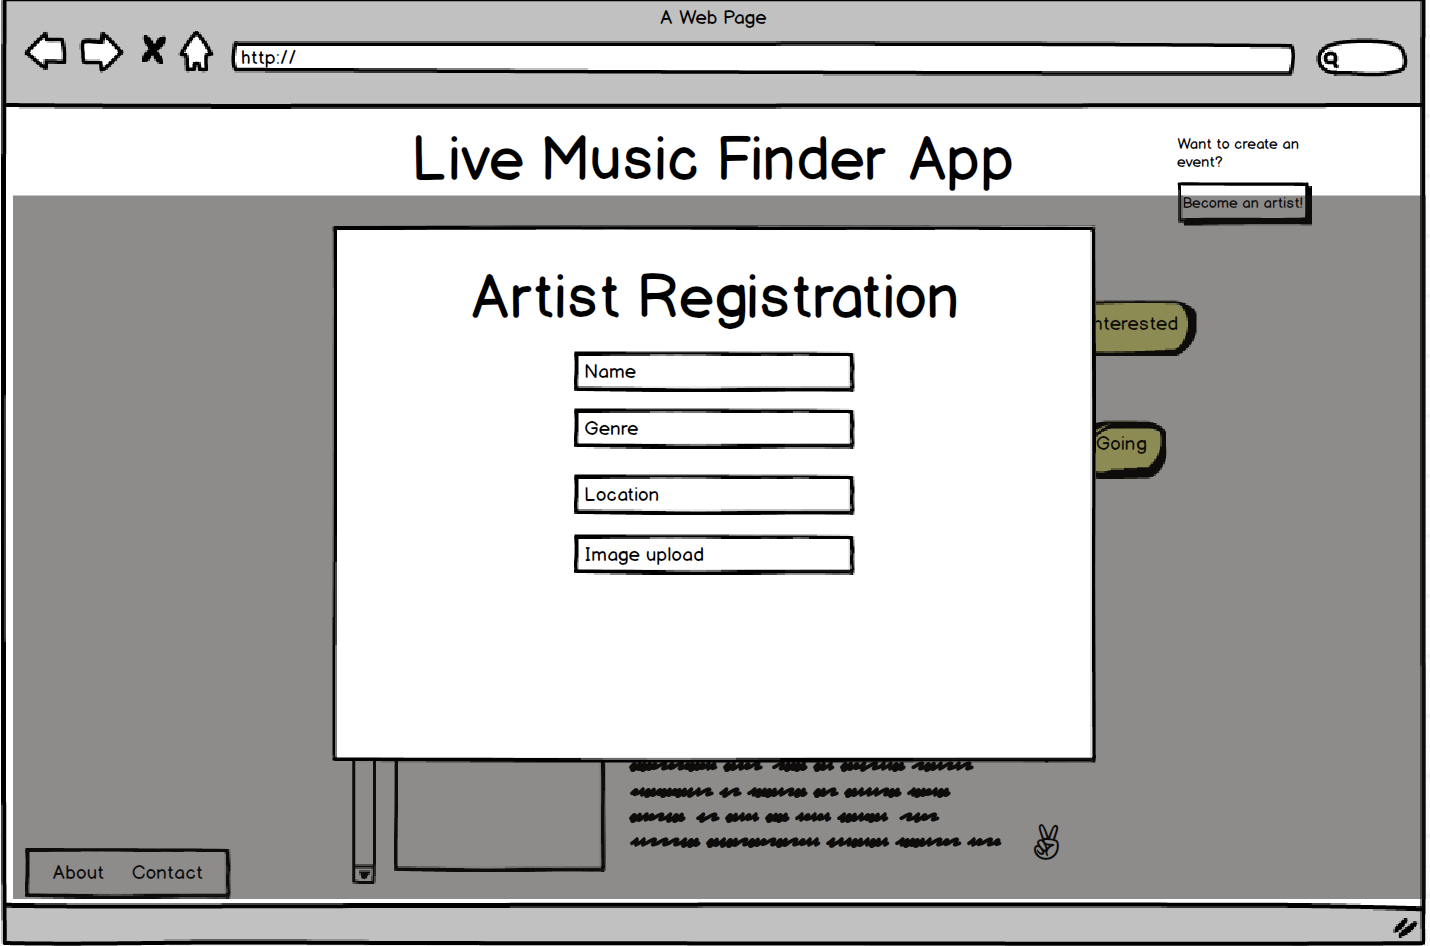 A Web Page
http://
Live Music Finder App
Want to create an
event?
Become an artist!
Artist Registration
nterested
Name
Genre
Going
Location
Image upload
About Contact